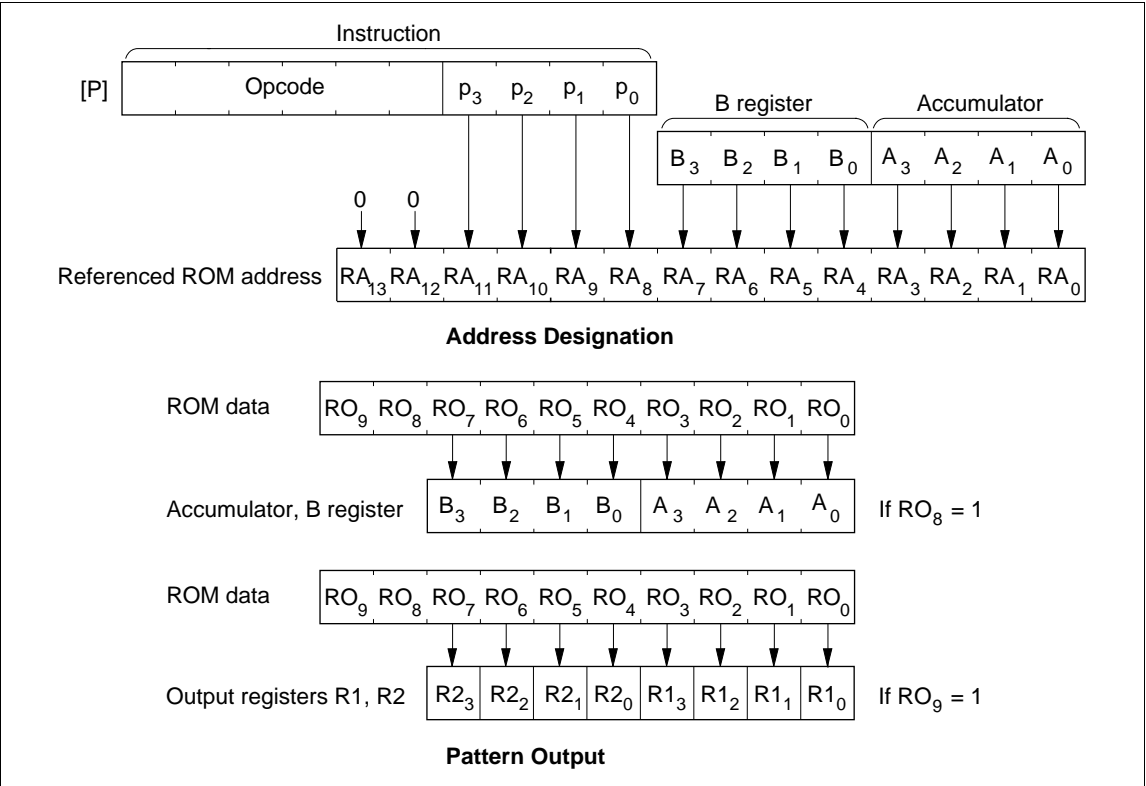 Instruction
[P] Opcode p3 p2 p1 p0
B register Accumulator
B3 B2 B1 B0 A3 A2 A1 A0
0 0
Referenced ROM address RA13 RA12 RA11 RA10 RA9 RA8 RA7 RA6 RA5 RA4 RA3 RA2 RA1 RA0
Address Designation
ROM data RO9 RO8 RO7 RO6 RO5 RO4 RO3 RO2 RO1 RO0
Accumulator, B register B3 B2 B1 B0 A3 A2 A1 A0 If RO8 = 1
ROM data RO9 RO8 RO7 RO6 RO5 RO4 RO3 RO2 RO1 RO0
Output registers R1, R2 R23 R22 R21 R20 R13 R12 R11 R10 If RO9 = 1
Pattern Output